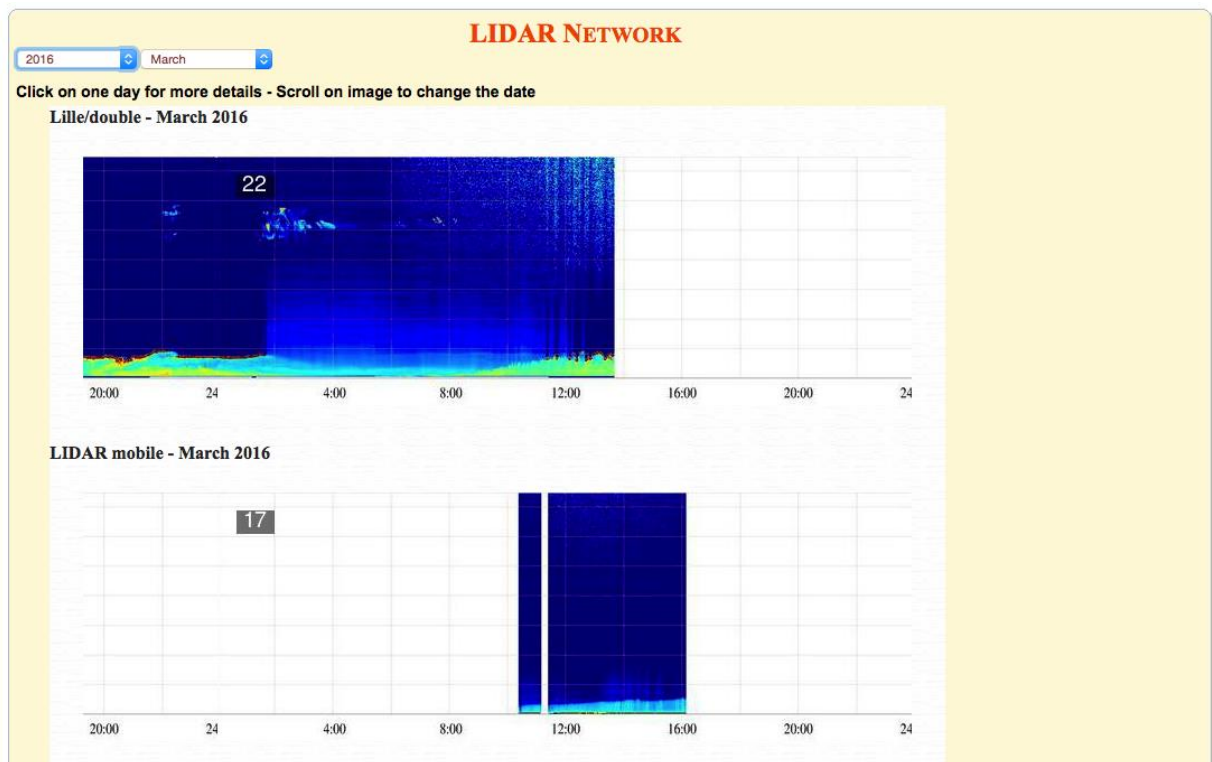 LIDAR NETWORK
2016 March
Click on one day for more details - Scroll on image to change the date
Lille/double - March 2016
22
20:00 24 4:00 8:00 12:00 16:00 20:00 24
LIDAR mobile - March 2016
17
20:00 24 4:00 8:00 12:00 16:00 20:00 24